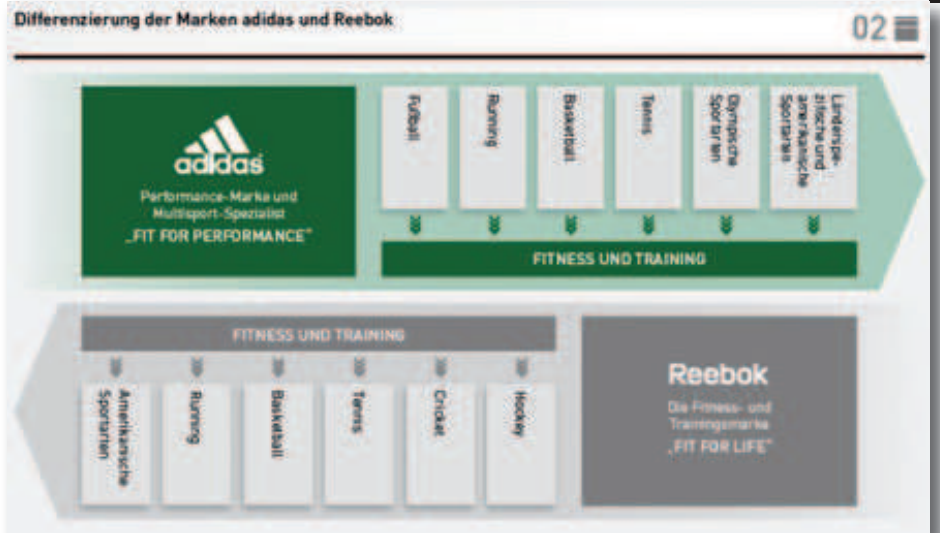 Differenzierung der Marken adidas und Reebok
02
adidas
Performance-Marke und
Multisport-Spezialist
„FIT FOR PERFORMANCE“
Fußball
Running
Basketball
Tennis
Olympische
Sportarten
Länderspe-
zifische und
amerikanische
Sportarten
FITNESS UND TRAINING
FITNESS UND TRAINING
Amerikanische
Sportarten
Running
Basketball
Tennis
Cricket
Hockey
Reebok
Die Fitness- und
Trainingsmarke
„FIT FOR LIFE“